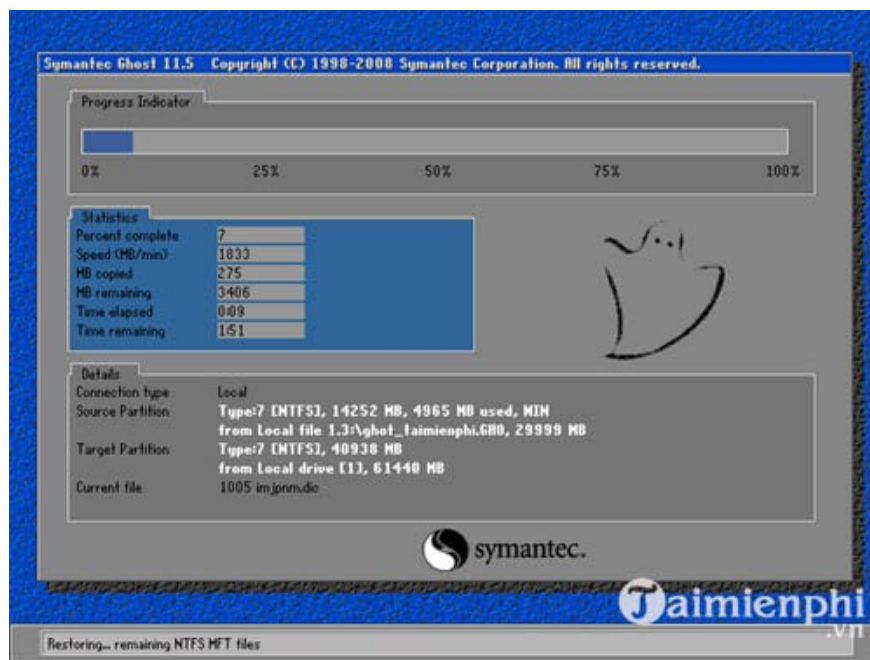 Symantec Ghost 11.5 Copyright (C) 1998-2008 Symantec Corporation. All rights reserved.
Progress Indicator
0% 25% 50% 75% 100%
Statistics
Percent complete 7
Speed (MB/min) 1833
MB copied 275
MB remaining 3406
Time elapsed 0:09
Time remaining 1:51
Details
Connection type Local
Source Partition Type:7 [NTFS], 14252 MB, 4965 MB used, WIN
from Local file 1.3:\ghot_taimienphi.GHO, 29999 MB
Target Partition Type:7 [NTFS], 40938 MB
from Local drive [1], 61440 MB
Current file 1005 imjpnm.dic
symantec.
Taimienphi
.vn
Restoring... remaining NTFS MFT files